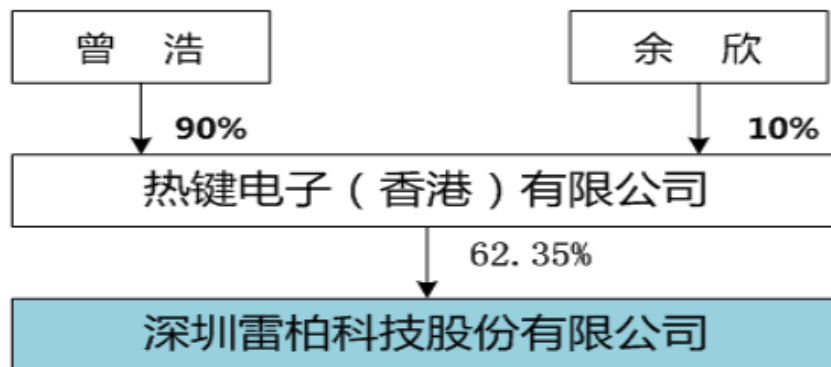 曾 浩
余 欣
90%
10%
热键电子（香港）有限公司
62.35%
深圳雷柏科技股份有限公司